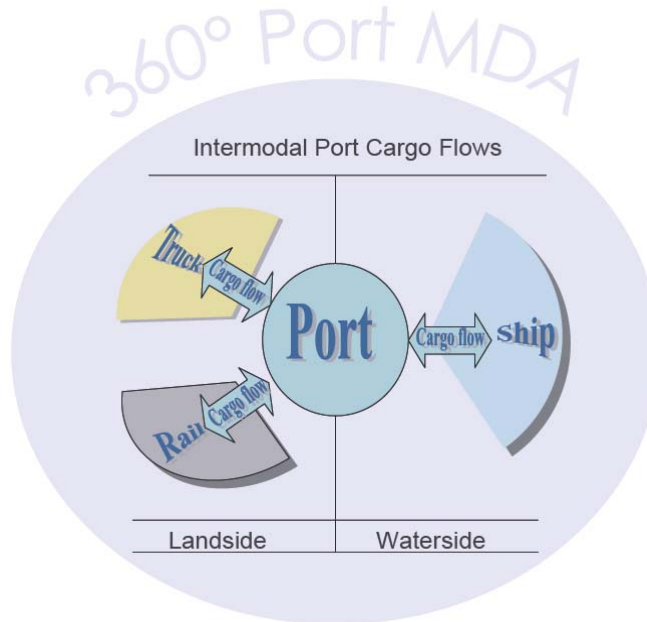 360° Port MDA
Intermodal Port Cargo Flows
Truck
Cargo flow
Port
Cargo flow
Ship
Cargo flow
Rail
Landside
Waterside